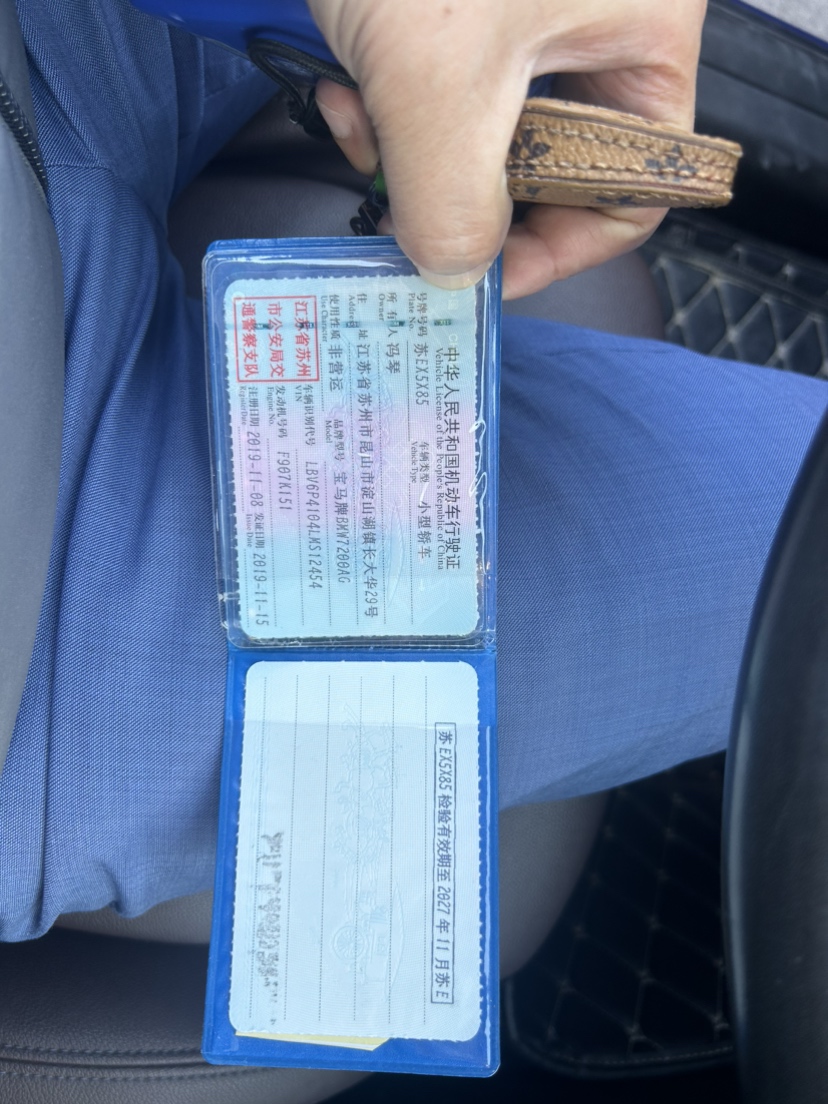 中华人民共和国机动车行驶证
Vehicle License of the People's Republic of China
号牌号码 苏EX5X85 车辆类型 小型轿车
Plate No. Vehicle Type
所有人 冯琴
Owner
住址 江苏省苏州市昆山市淀山湖镇长大华29号
Address
使用性质 非营运 品牌型号 宝马牌BMW7200AG
Use Character Model
江苏省苏州
市公安局交
通警察支队
车辆识别代号 LBV6P4104LMS12454
VIN
发动机号码 F907K151
Engine No.
注册日期 2019-11-08 发证日期 2019-11-15
Register Date Issue Date
苏EX5X85 检验有效期至 2027年11月苏E